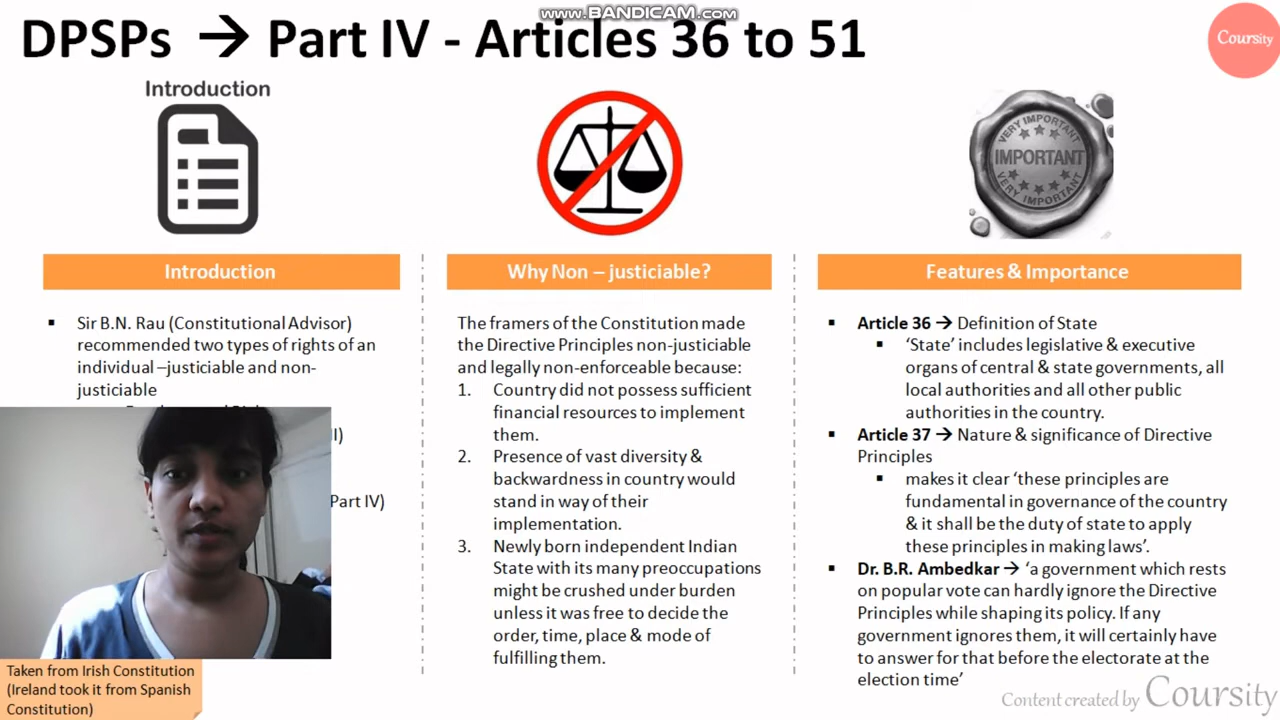 www.BANDICAM.com
DPSPs → Part IV - Articles 36 to 51
Coursity
Introduction
VERY IMPORTANT
IMPORTANT
VERY IMPORTANT
Introduction
▪ Sir B.N. Rau (Constitutional Advisor)
recommended two types of rights of an
individual –justiciable and non-
justiciable
I)
Part IV)
Taken from Irish Constitution
(Ireland took it from Spanish
Constitution)
Why Non – justiciable?
The framers of the Constitution made
the Directive Principles non-justiciable
and legally non-enforceable because:
1. Country did not possess sufficient
financial resources to implement
them.
2. Presence of vast diversity &
backwardness in country would
stand in way of their
implementation.
3. Newly born independent Indian
State with its many preoccupations
might be crushed under burden
unless it was free to decide the
order, time, place & mode of
fulfilling them.
Features & Importance
▪ Article 36 → Definition of State
▪ ‘State’ includes legislative & executive
organs of central & state governments, all
local authorities and all other public
authorities in the country.
▪ Article 37 → Nature & significance of Directive
Principles
▪ makes it clear ‘these principles are
fundamental in governance of the country
& it shall be the duty of state to apply
these principles in making laws’.
▪ Dr. B.R. Ambedkar → ‘a government which rests
on popular vote can hardly ignore the Directive
Principles while shaping its policy. If any
government ignores them, it will certainly have
to answer for that before the electorate at the
election time’
Content created by Coursity